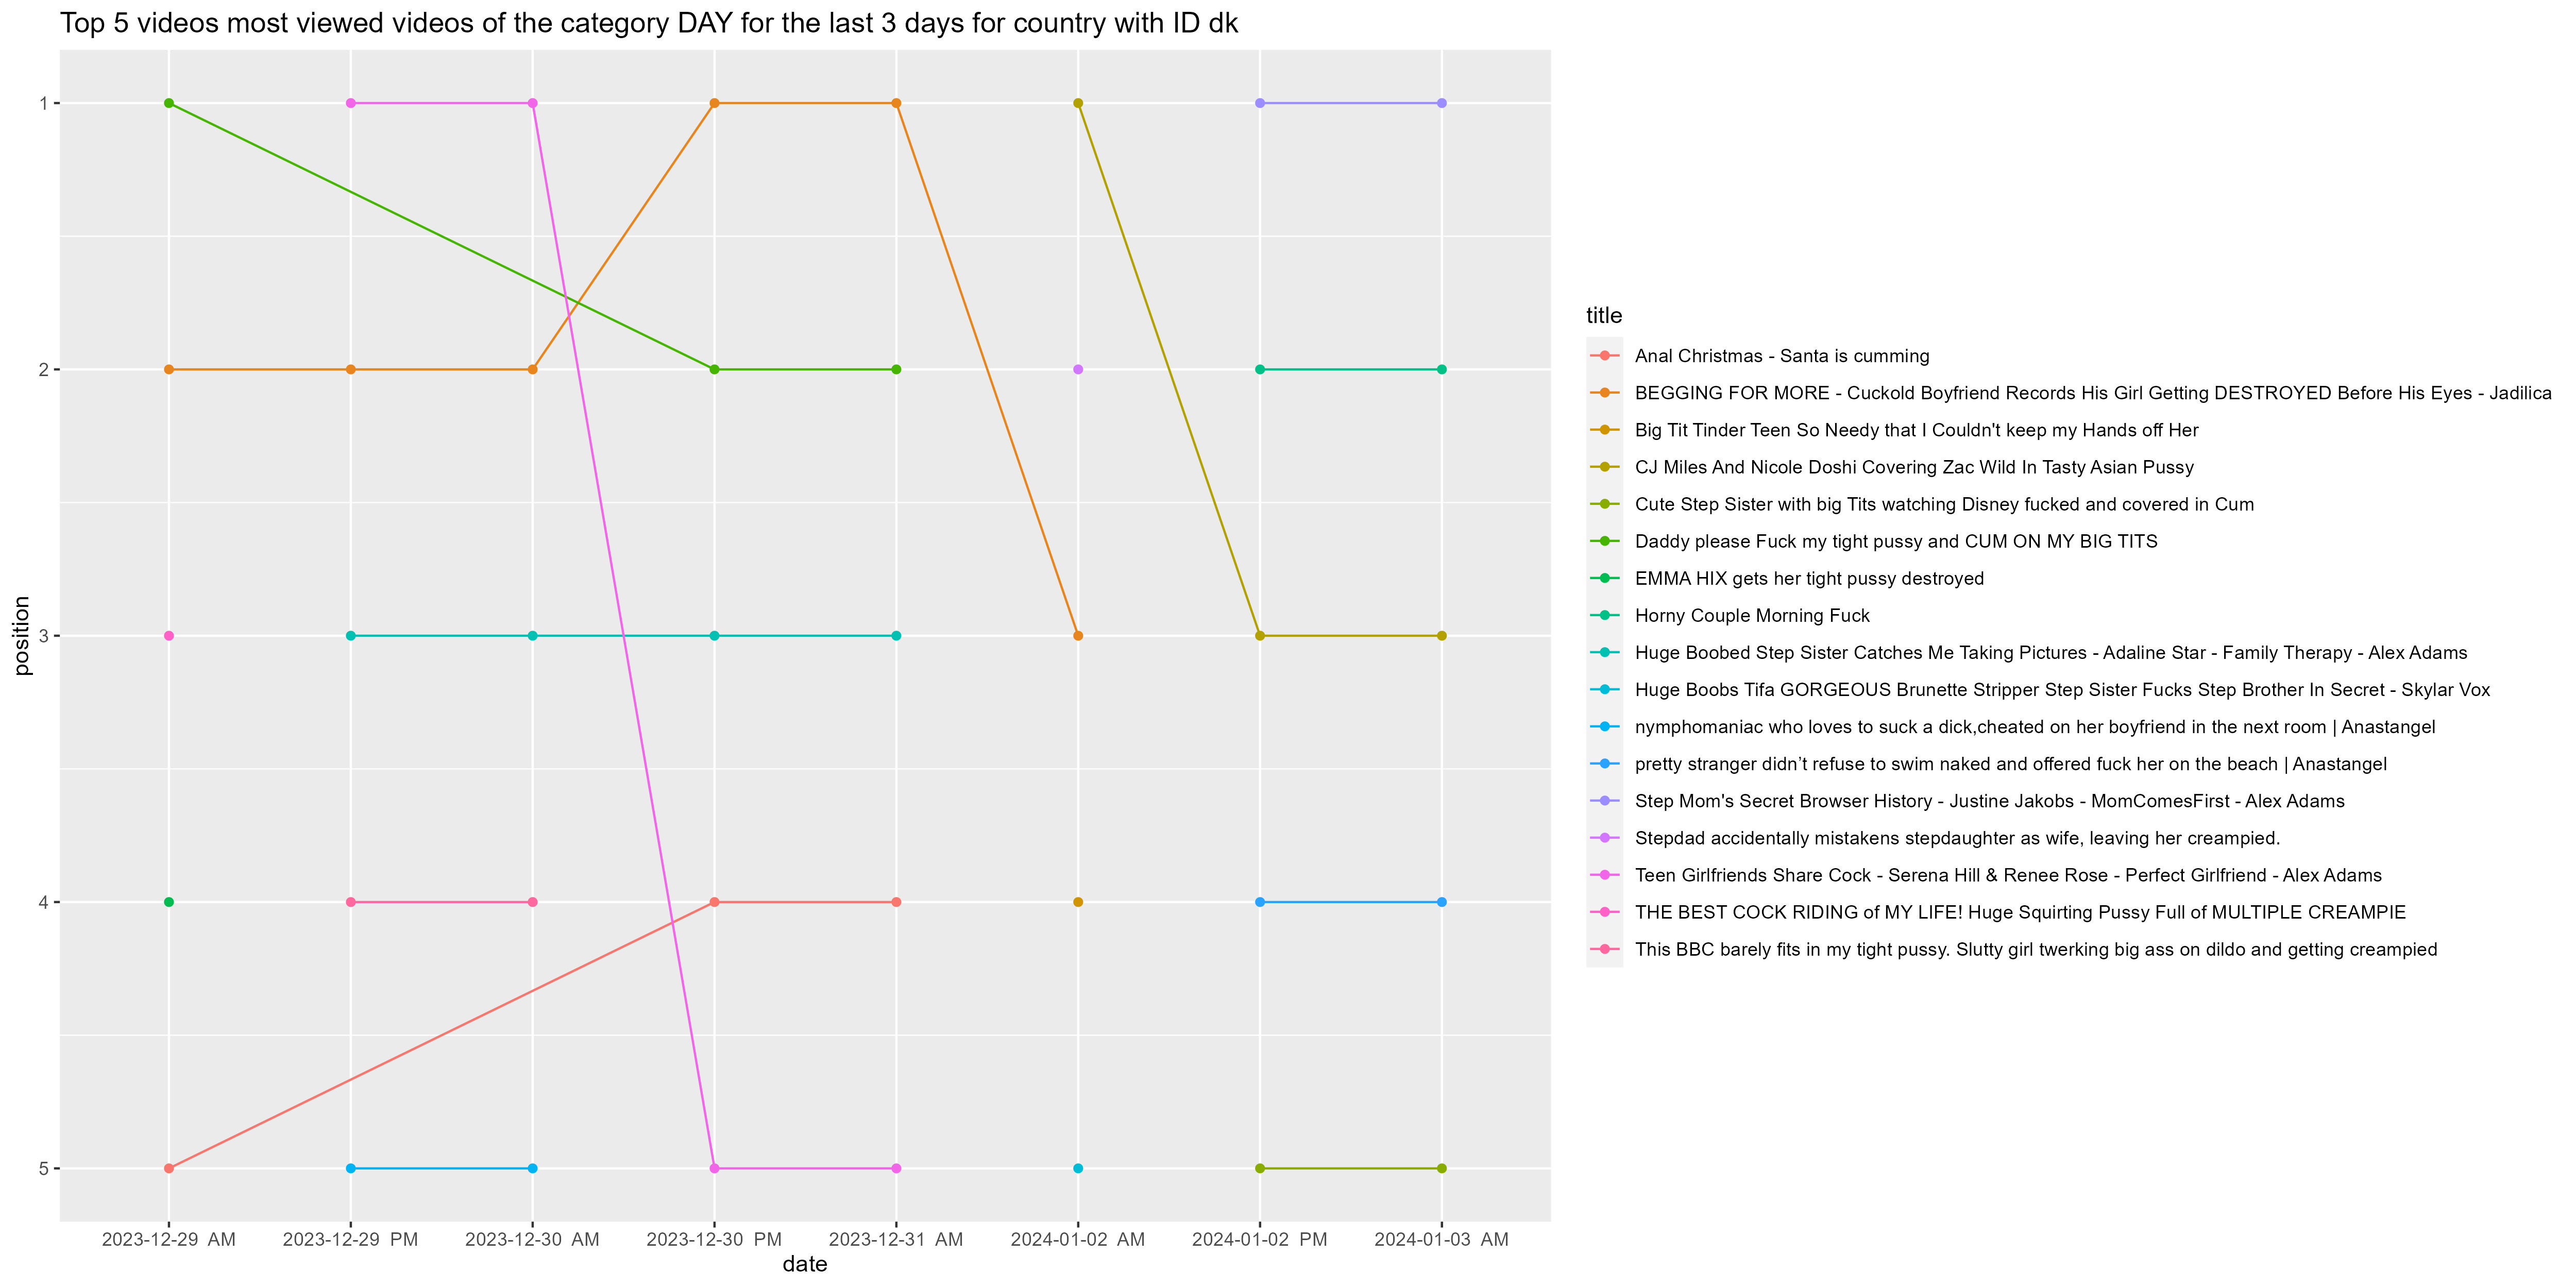 Top 5 videos most viewed videos of the category DAY for the last 3 days for country with ID dk
position
1
2
3
4
5
2023-12-29 AM
2023-12-29 PM
2023-12-30 AM
2023-12-30 PM
2023-12-31 AM
2024-01-02 AM
2024-01-02 PM
2024-01-03 AM
date
title
Anal Christmas - Santa is cumming
BEGGING FOR MORE - Cuckold Boyfriend Records His Girl Getting DESTROYED Before His Eyes - Jadilica
Big Tit Tinder Teen So Needy that I Couldn't keep my Hands off Her
CJ Miles And Nicole Doshi Covering Zac Wild In Tasty Asian Pussy
Cute Step Sister with big Tits watching Disney fucked and covered in Cum
Daddy please Fuck my tight pussy and CUM ON MY BIG TITS
EMMA HIX gets her tight pussy destroyed
Horny Couple Morning Fuck
Huge Boobed Step Sister Catches Me Taking Pictures - Adaline Star - Family Therapy - Alex Adams
Huge Boobs Tifa GORGEOUS Brunette Stripper Step Sister Fucks Step Brother In Secret - Skylar Vox
nymphomaniac who loves to suck a dick,cheated on her boyfriend in the next room | Anastangel
pretty stranger didn’t refuse to swim naked and offered fuck her on the beach | Anastangel
Step Mom's Secret Browser History - Justine Jakobs - MomComesFirst - Alex Adams
Stepdad accidentally mistakens stepdaughter as wife, leaving her creampied.
Teen Girlfriends Share Cock - Serena Hill & Renee Rose - Perfect Girlfriend - Alex Adams
THE BEST COCK RIDING of MY LIFE! Huge Squirting Pussy Full of MULTIPLE CREAMPIE
This BBC barely fits in my tight pussy. Slutty girl twerking big ass on dildo and getting creampied